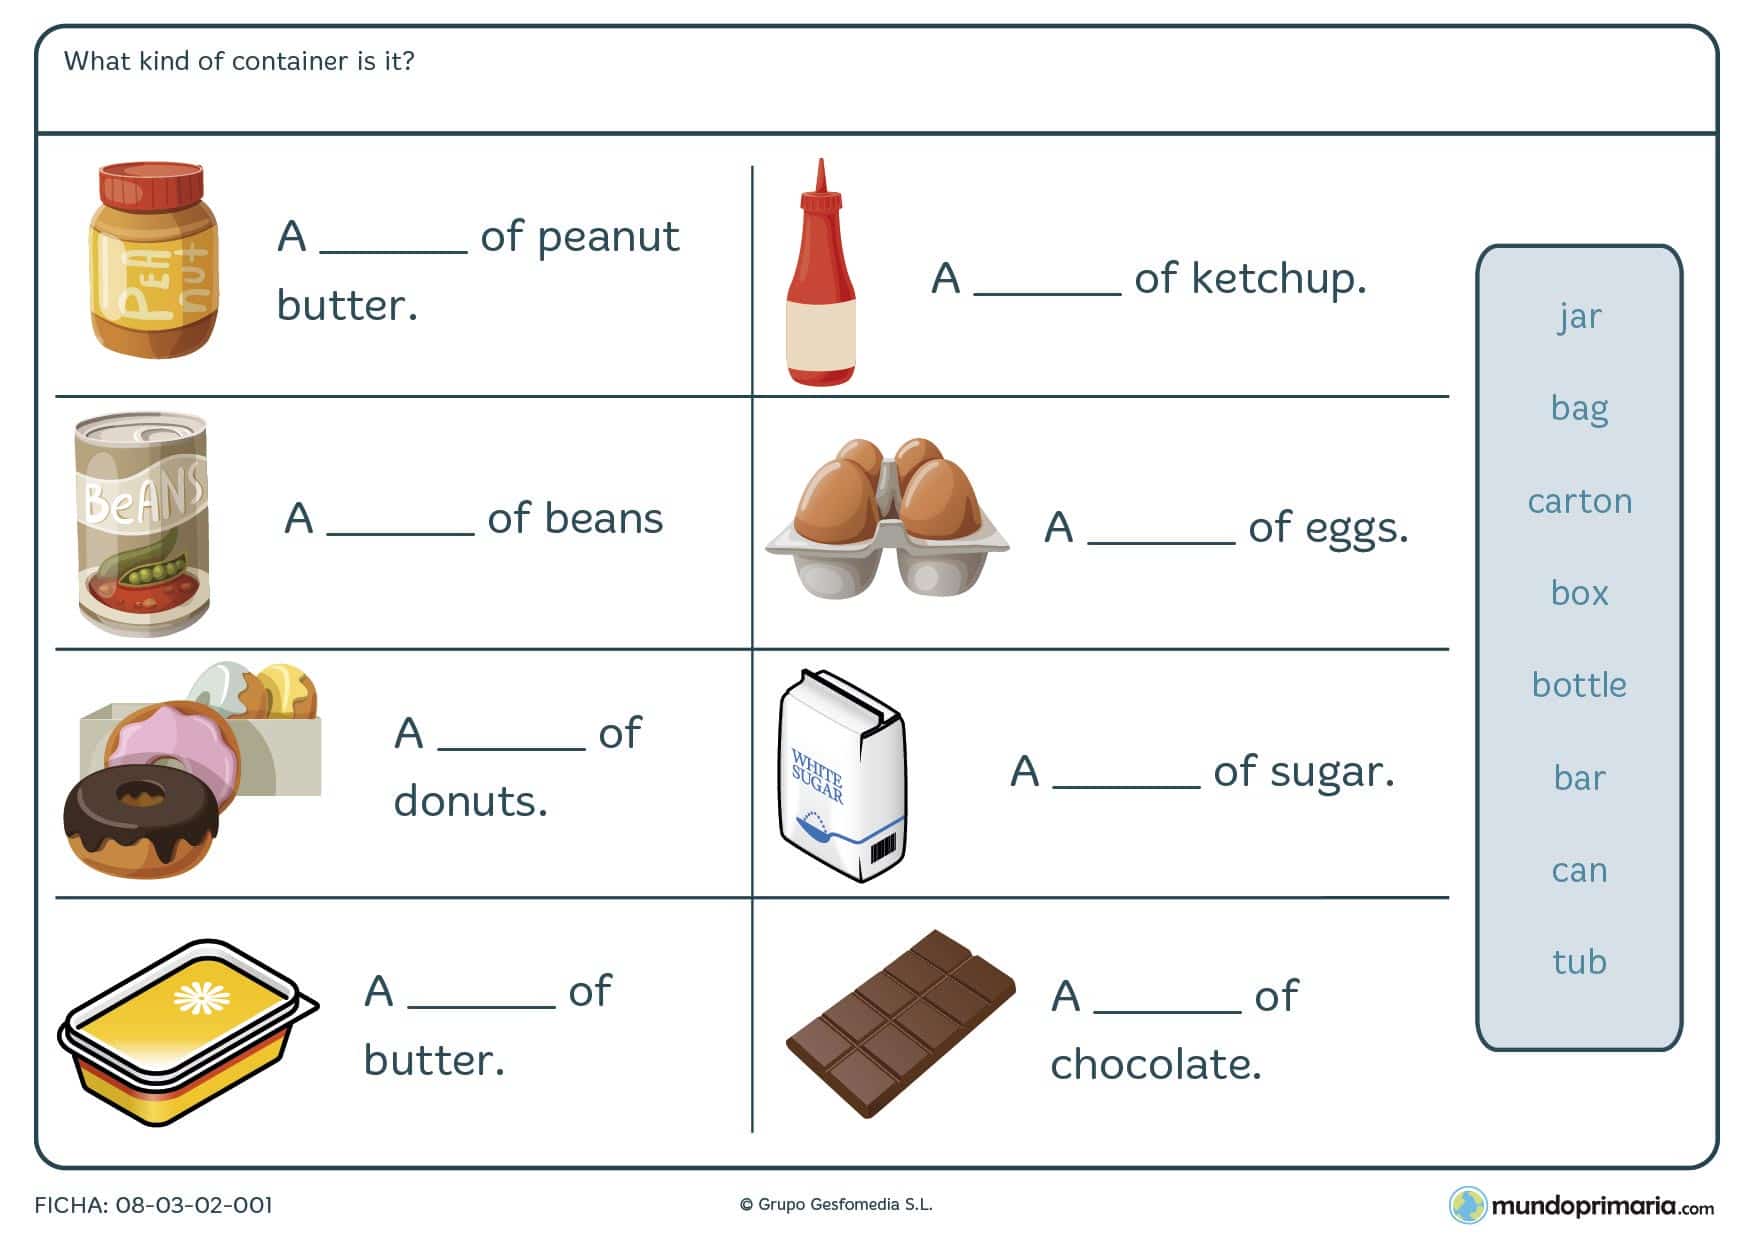 What kind of container is it?
PEA
nut
A _______ of peanut
butter.
A _______ of ketchup.
BeANS
A _______ of beans
A _______ of eggs.
A _______ of
donuts.
WHITE
SUGAR
A _______ of sugar.
A _______ of
butter.
A _______ of
chocolate.
jar
bag
carton
box
bottle
bar
can
tub
FICHA: 08-03-02-001
© Grupo Gesfomedia S.L.
mundoprimaria.com